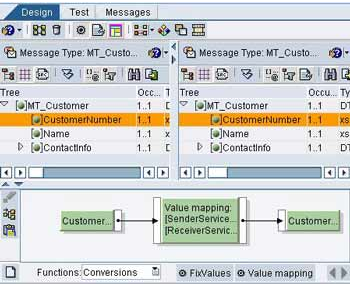 Design Test Messages
Message Type: MT_Custo...
Message Type: MT_Custo...
Tree Occu...
Tree Occu... Ty
MT_Customer 1..1
MT_Customer 1..1 DT
[●]CustomerNumber 1..1 x
[●]CustomerNumber 1..1 xs
[●]Name 1..1 x
[●]Name 1..1 xs
[●]ContactInfo 1..1 D
[●]ContactInfo 1..1 DT
Customer...
Value mapping:
[SenderService...
[ReceiverServic...
Customer...
Functions: Conversions FixValues Value mapping